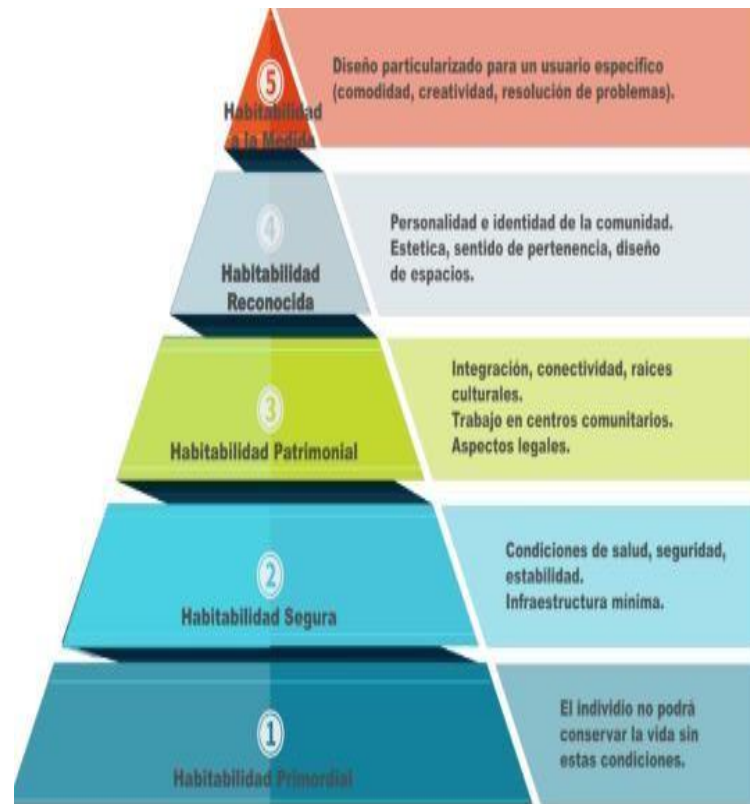 5
Habitabilidad
a la Medida
Diseño particularizado para un usuario específico
(comodidad, creatividad, resolución de problemas).
4
Habitabilidad
Reconocida
Personalidad e identidad de la comunidad.
Estetica, sentido de pertenencia, diseño
de espacios.
3
Habitabilidad Patrimonial
Integración, conectividad, raices
culturales.
Trabajo en centros comunitarios.
Aspectos legales.
2
Habitabilidad Segura
Condiciones de salud, seguridad,
estabilidad.
Infraestructura mínima.
1
Habitabilidad Primordial
El individio no podrá
conservar la vida sin
estas condiciones.